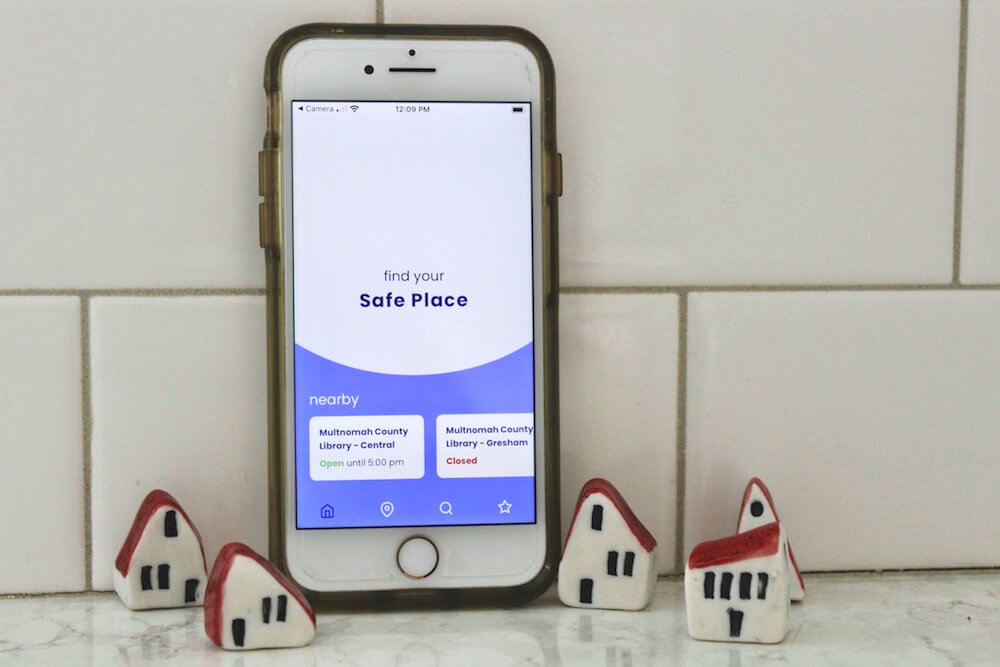 Camera 12:09 PM
find your
Safe Place
nearby
Multnomah County
Library - Central
Open until 5:00 pm
Multnomah County
Library - Gresham
Closed